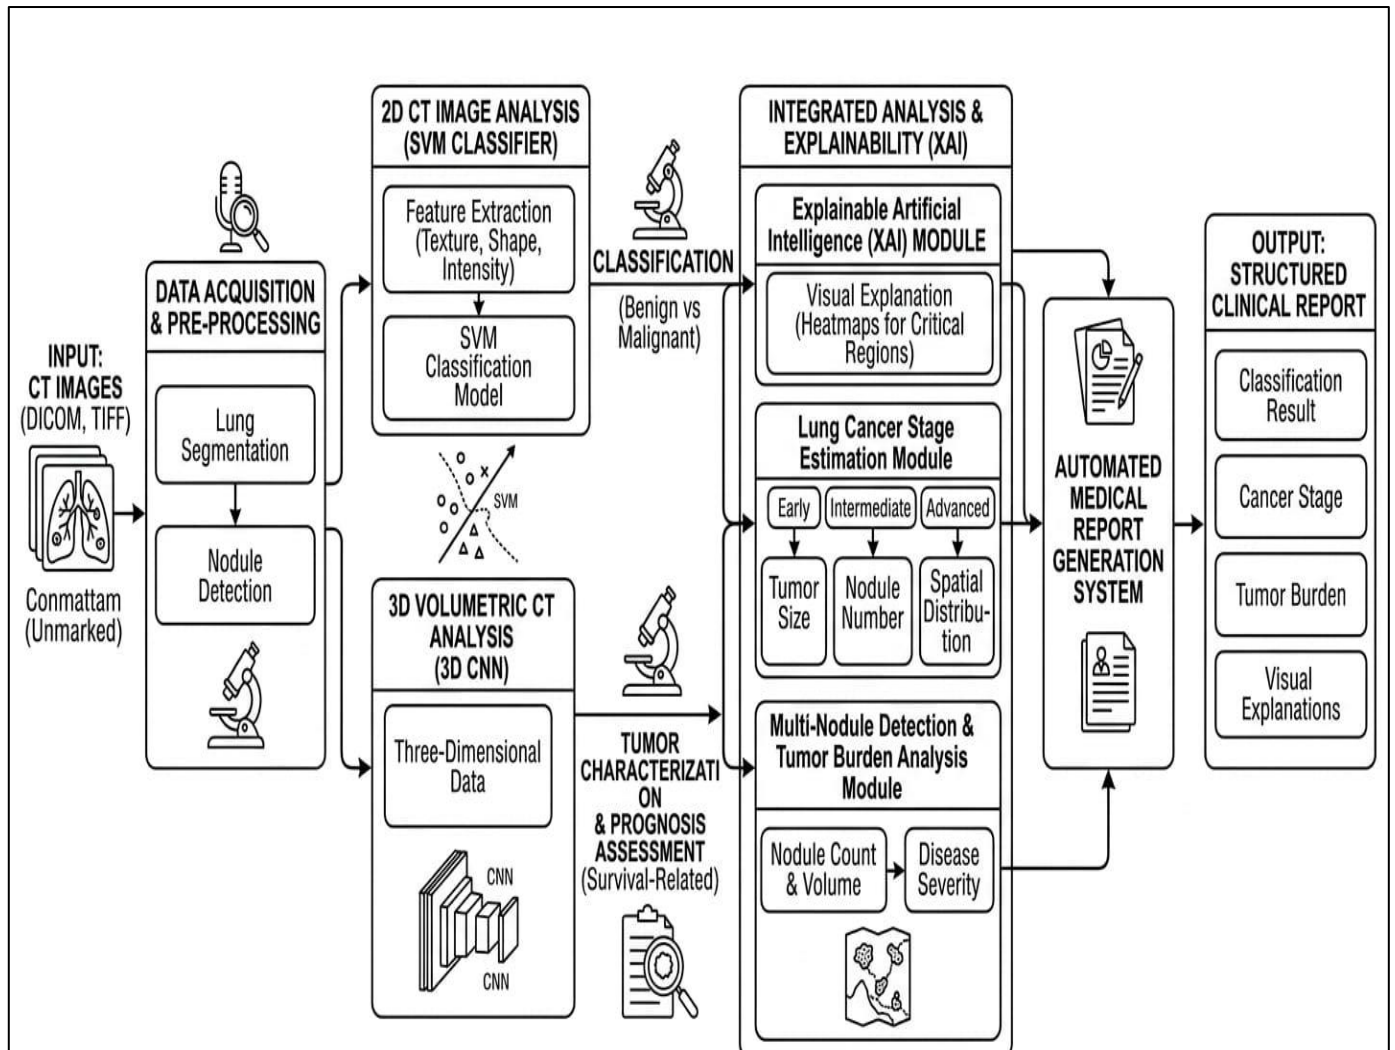 INPUT:
CT IMAGES
(DICOM, TIFF)
Conmattam
(Unmarked)
DATA ACQUISITION
& PRE-PROCESSING
Lung
Segmentation
Nodule
Detection
2D CT IMAGE ANALYSIS
(SVM CLASSIFIER)
Feature Extraction
(Texture, Shape,
Intensity)
SVM
Classification
Model
SVM
3D VOLUMETRIC CT
ANALYSIS
(3D CNN)
Three-Dimensional
Data
CNN
CNN
CLASSIFICATION
(Benign vs
Malignant)
TUMOR
CHARACTERIZATI
ON
& PROGNOSIS
ASSESSMENT
(Survival-Related)
INTEGRATED ANALYSIS &
EXPLAINABILITY (XAI)
Explainable Artificial
Intelligence (XAI) MODULE
Visual Explanation
(Heatmaps for Critical
Regions)
Lung Cancer Stage
Estimation Module
Early
Intermediate
Advanced
Tumor
Size
Nodule
Number
Spatial
Distribu-
tion
Multi-Nodule Detection &
Tumor Burden Analysis
Module
Nodule Count
& Volume
Disease
Severity
AUTOMATED
MEDICAL
REPORT
GENERATION
SYSTEM
OUTPUT:
STRUCTURED
CLINICAL REPORT
Classification
Result
Cancer Stage
Tumor Burden
Visual
Explanations